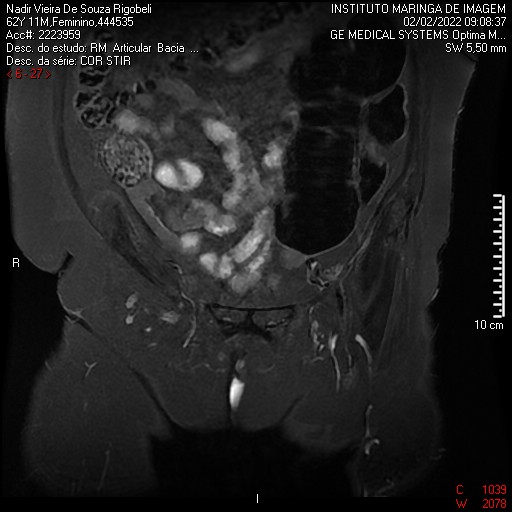 Nadir Vieira De Souza Rigobeli
62Y 11M,Feminino,444535
Acc#: 2223959
Desc. do estudo: RM Articular Bacia ...
Desc. da série: COR STIR
< 6 - 27 >
INSTITUTO MARINGA DE IMAGEM
02/02/2022 09:08:37
GE MEDICAL SYSTEMS Optima M...
SW 5,50 mm
R
10 cm
I
C 1039
W 2078